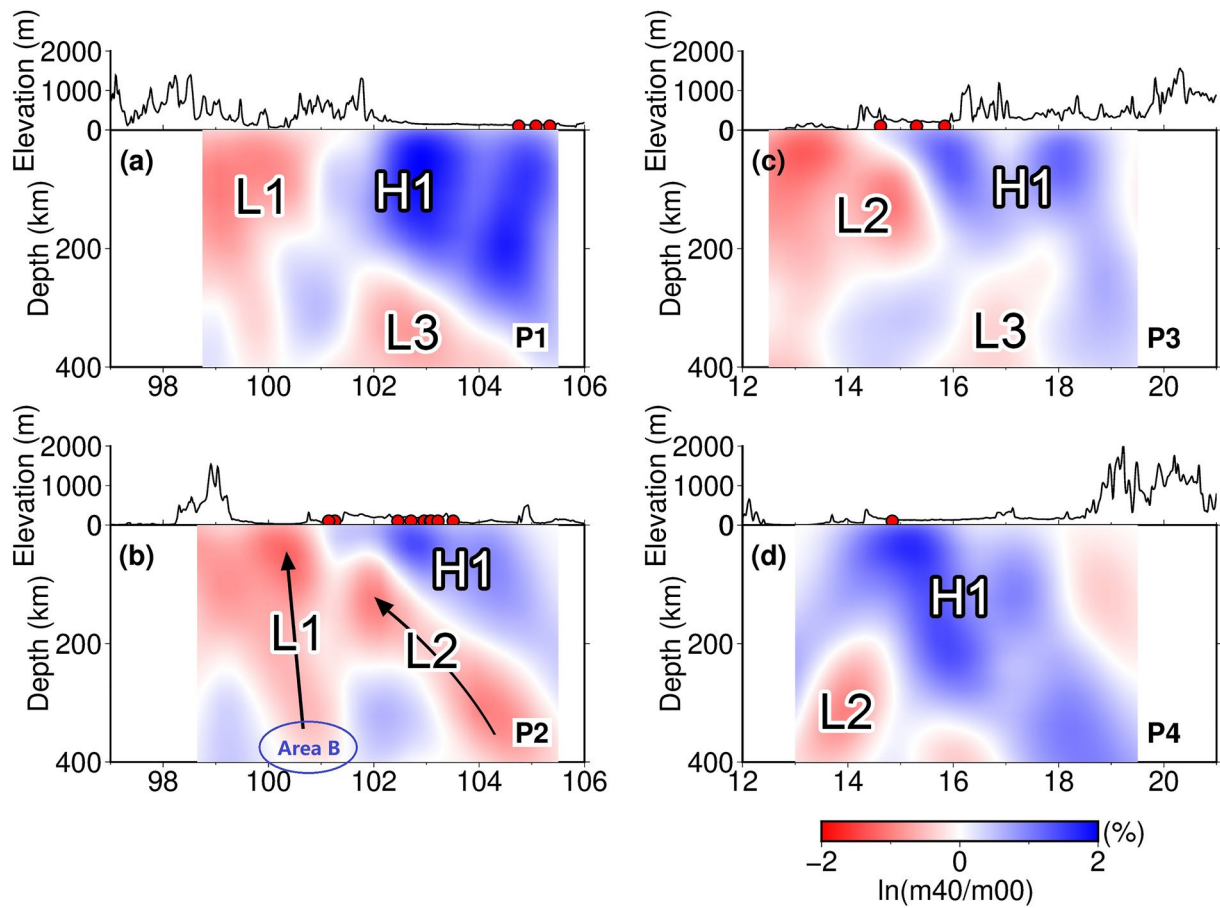 Elevation (m)
2000
1000
0
(a)
L1
H1
L3
P1
Depth (km)
200
400
98
100
102
104
106
Elevation (m)
2000
1000
0
(c)
L2
H1
L3
P3
Depth (km)
200
400
12
14
16
18
20
Elevation (m)
2000
1000
0
(b)
L1
L2
H1
Area B
P2
Depth (km)
200
400
98
100
102
104
106
Elevation (m)
2000
1000
0
(d)
H1
L2
P4
Depth (km)
200
400
12
14
16
18
20
(%)
−2
0
2
ln(m40/m00)